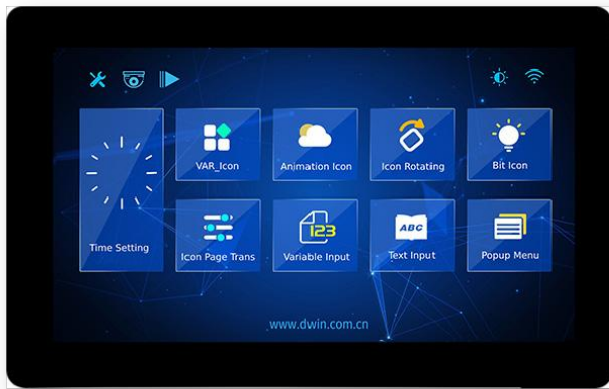 VAR_Icon
Animation Icon
Icon Rotating
Bit Icon
Time Setting
Icon Page Trans
123
Variable Input
ABC
Text Input
Popup Menu
www.dwin.com.cn